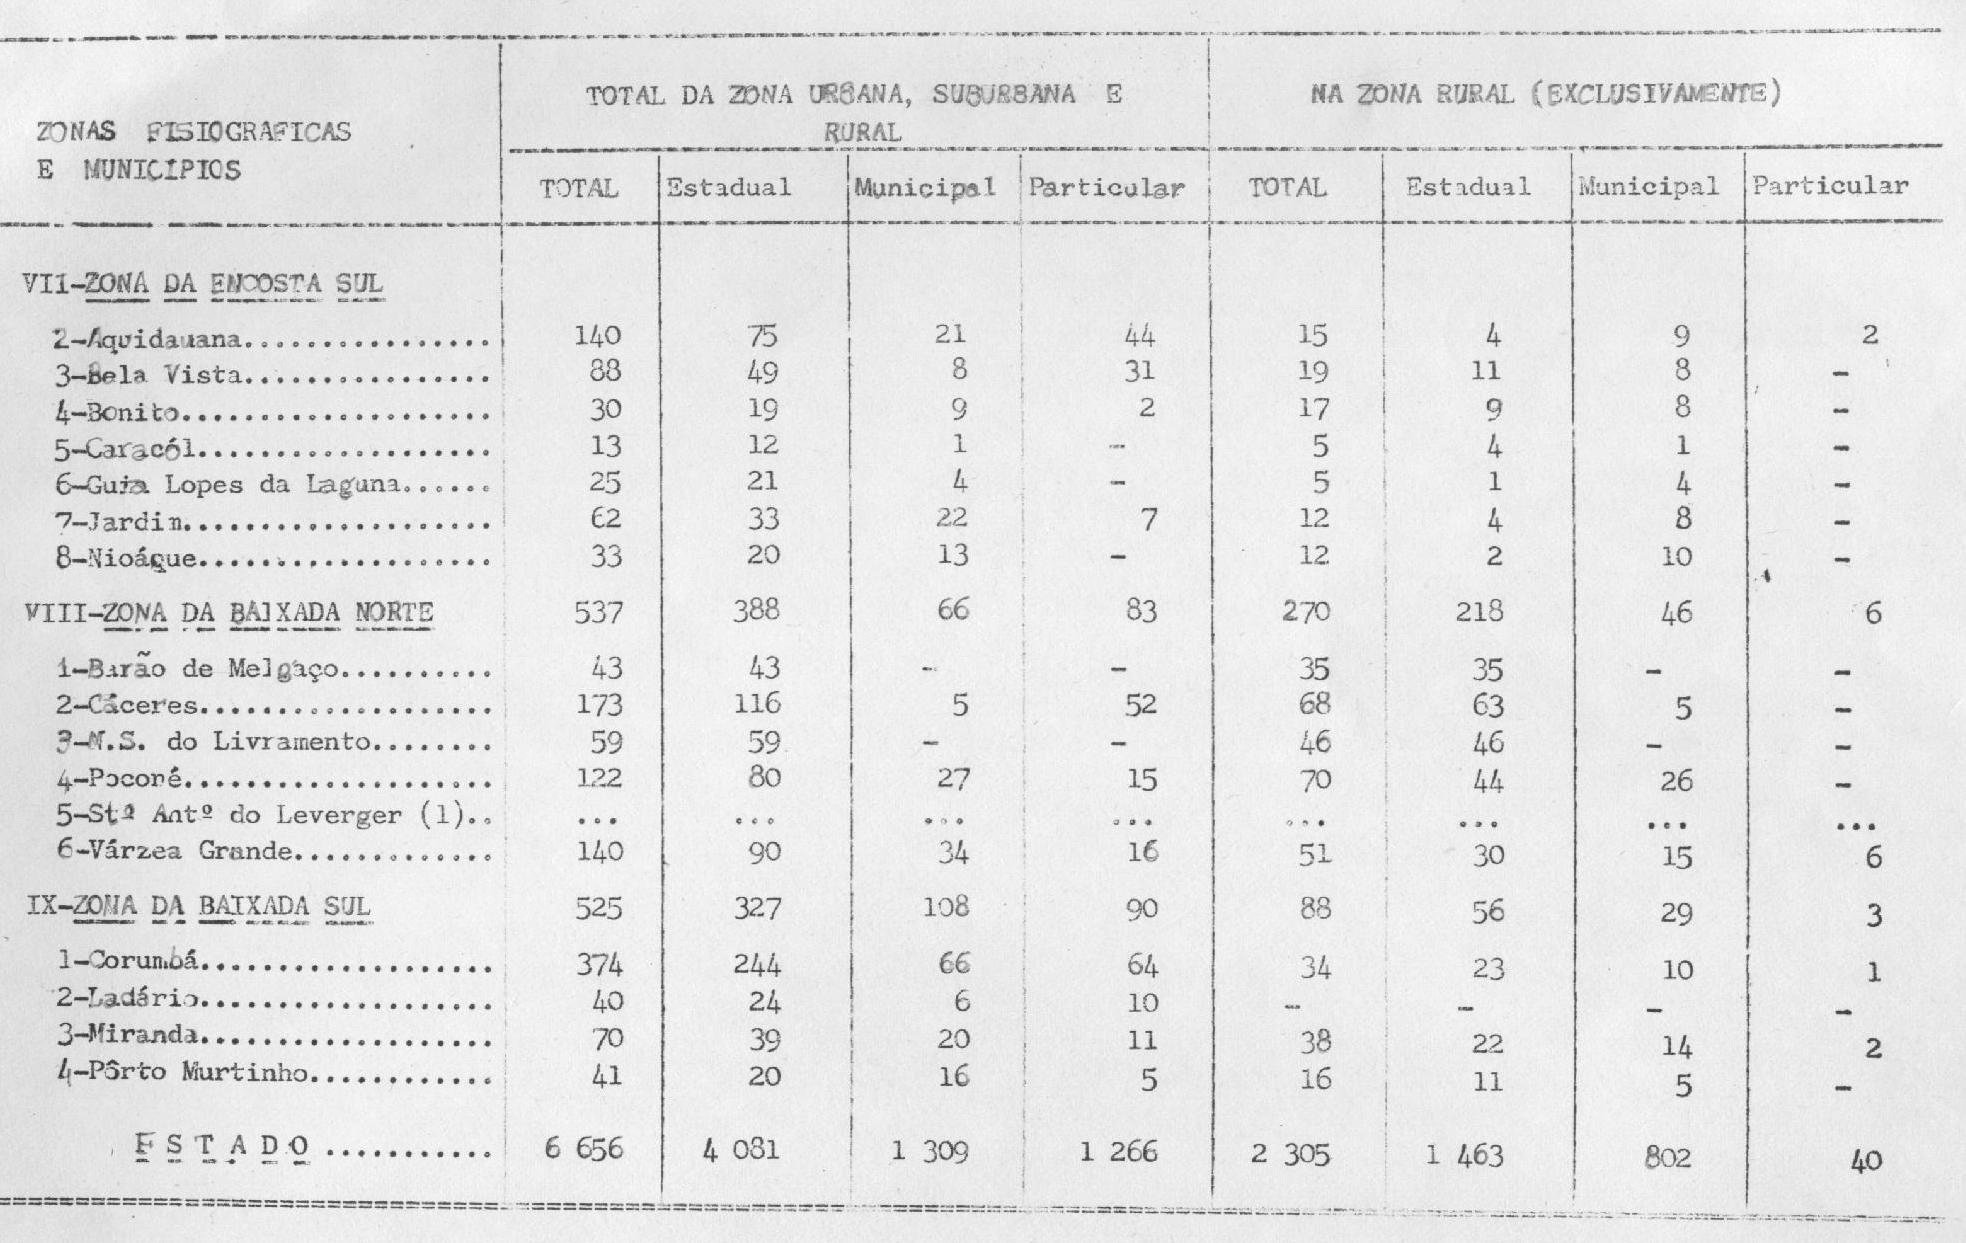 TOTAL DA ZONA URBANA, SUBURBANA E NA ZONA RURAL (EXCLUSIVAMENTE)
ZONAS FISIOGRAFICAS RURAL
E MUNICIPIOS TOTAL Estadual Municipal Particular TOTAL Estadual Municipal Particular
VII-ZONA DA ENCOSTA SUL
2-Aquidauana................ 140 75 21 44 15 4 9 2
3-Bela Vista................ 88 49 8 31 19 11 8 -
4-Bonito.................... 30 19 9 2 17 9 8 -
5-Caracól................... 13 12 1 - 5 4 1 -
6-Guia Lopes da Laguna...... 25 21 4 - 5 1 4 -
7-Jardim.................... 62 33 22 7 12 4 8 -
8-Nioáque................... 33 20 13 - 12 2 10 -
VIII-ZONA DA BAIXADA NORTE 537 388 66 83 270 218 46 6
1-Barão de Melgaço.......... 43 43 - - 35 35 - -
2-Cáceres................... 173 116 5 52 68 63 5 -
3-N.S. do Livramento........ 59 59 - - 46 46 - -
4-Poconé.................... 122 80 27 15 70 44 26 -
5-Stº Antº do Leverger (1).. ... ... ... ... ... ... ... ...
6-Várzea Grande............. 140 90 34 16 51 30 15 6
IX-ZONA DA BAIXADA SUL 525 327 108 90 88 56 29 3
1-Corumbá................... 374 244 66 64 34 23 10 1
2-Ladário................... 40 24 6 10 - - - -
3-Miranda................... 70 39 20 11 38 22 14 2
4-Pôrto Murtinho............ 41 20 16 5 16 11 5 -
E S T A D O ........... 6 656 4 081 1 309 1 266 2 305 1 463 802 40